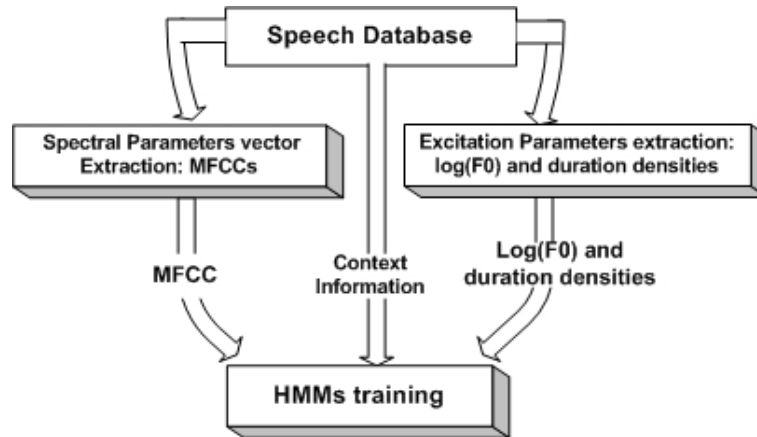 Speech Database
Spectral Parameters vector
Extraction: MFCCs
Excitation Parameters extraction:
log(F0) and duration densities
MFCC
Context
Information
Log(F0) and
duration densities
HMMs training